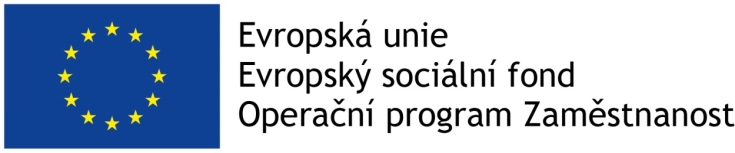 Evropská unie
Evropský sociální fond
Operační program Zaměstnanost